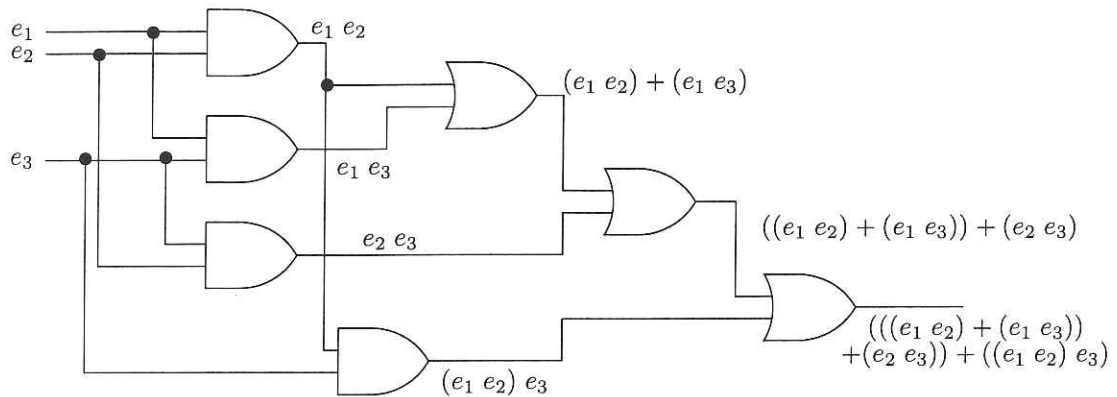 e₁
e₂
e₁ e₂
(e₁ e₂) + (e₁ e₃)
e₃
e₁ e₃
((e₁ e₂) + (e₁ e₃)) + (e₂ e₃)
e₂ e₃
(((e₁ e₂) + (e₁ e₃))
+(e₂ e₃)) + ((e₁ e₂) e₃)
(e₁ e₂) e₃